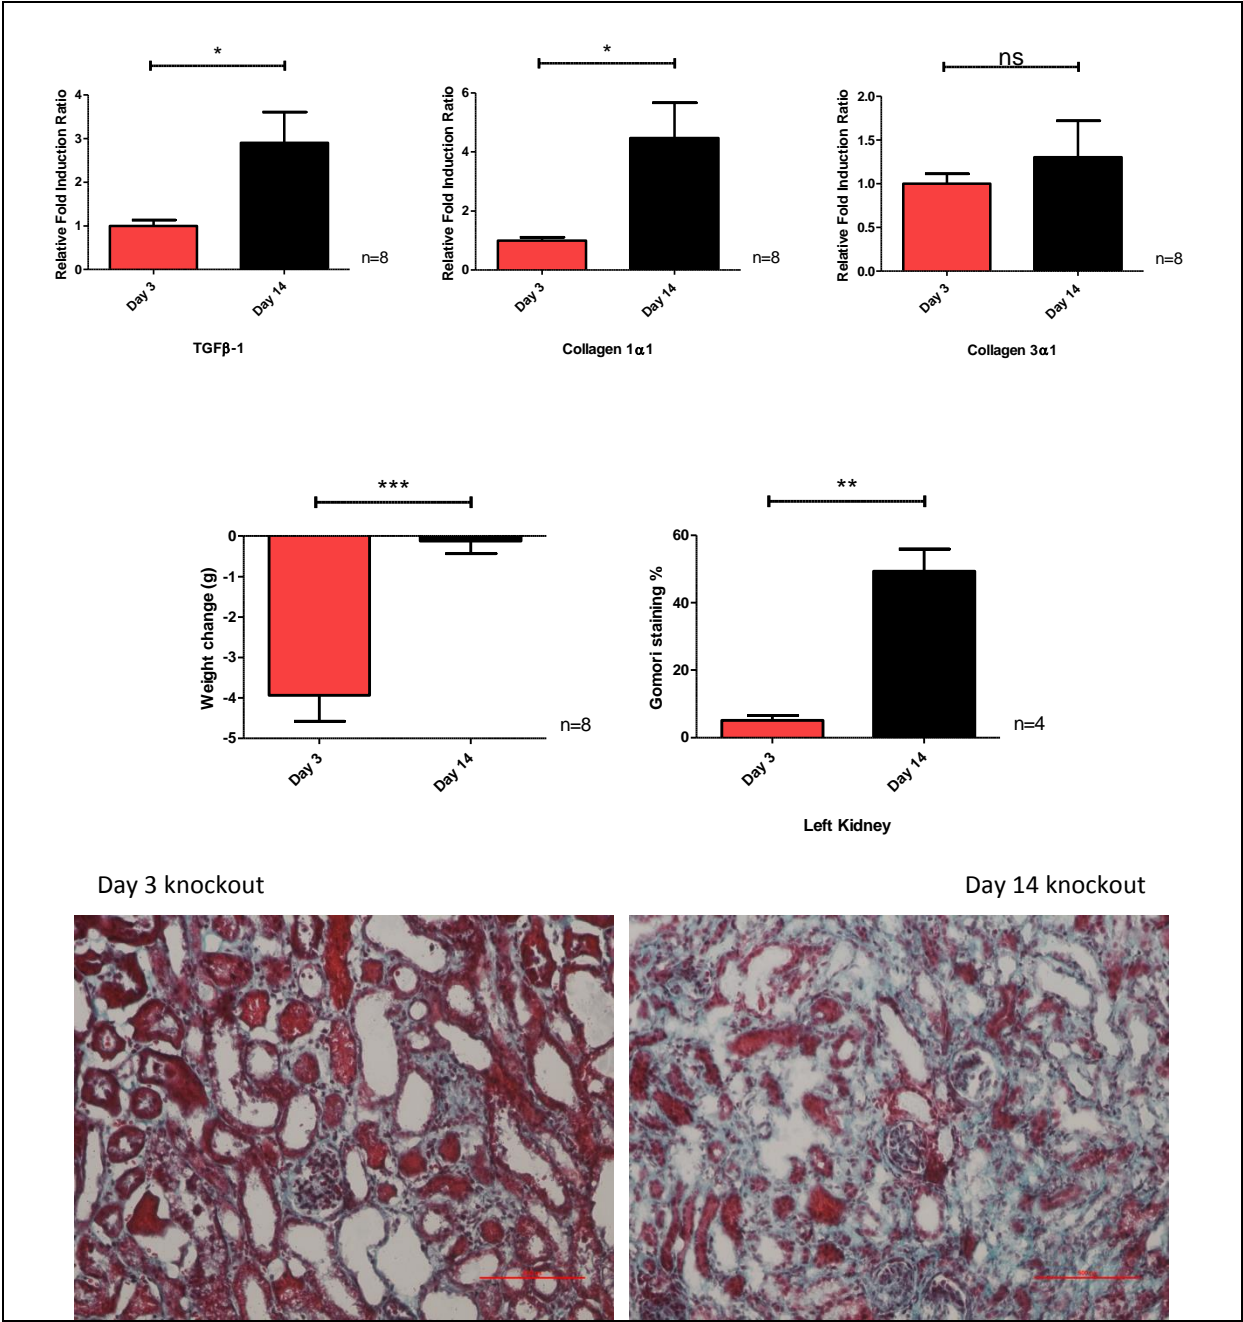 *
*
ns
Relative Fold Induction Ratio
4
3
2
1
0
Day 3
Day 14
n=8
TGFβ-1
Relative Fold Induction Ratio
6
4
2
0
Day 3
Day 14
n=8
Collagen 1α1
Relative Fold Induction Ratio
2.0
1.5
1.0
0.5
0.0
Day 3
Day 14
n=8
Collagen 3α1
***
Weight change (g)
0
-1
-2
-3
-4
-5
Day 3
Day 14
n=8
**
Gomori staining %
60
40
20
0
Day 3
Day 14
n=4
Left Kidney
Day 3 knockout
Day 14 knockout